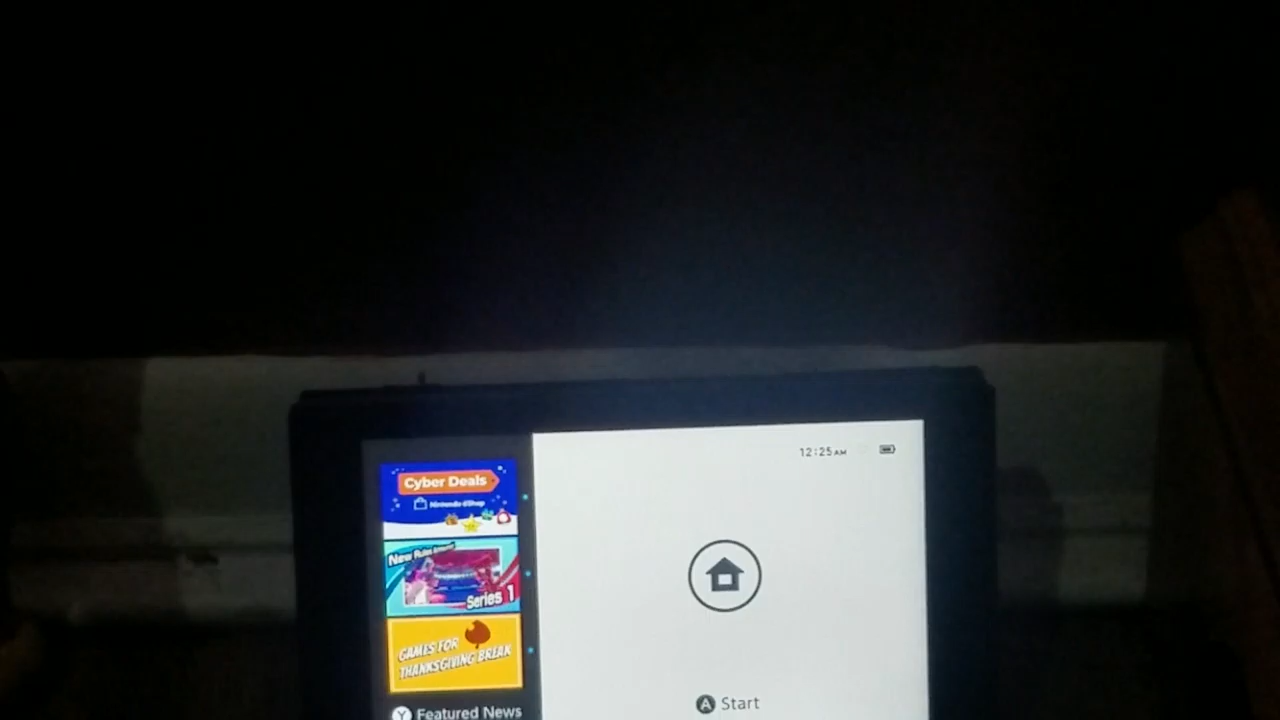 12:25 AM
Cyber Deals
Nintendo eShop
New Rules
Series 1
GAMES FOR
THANKSGIVING BREAK
Y Featured News
A Start